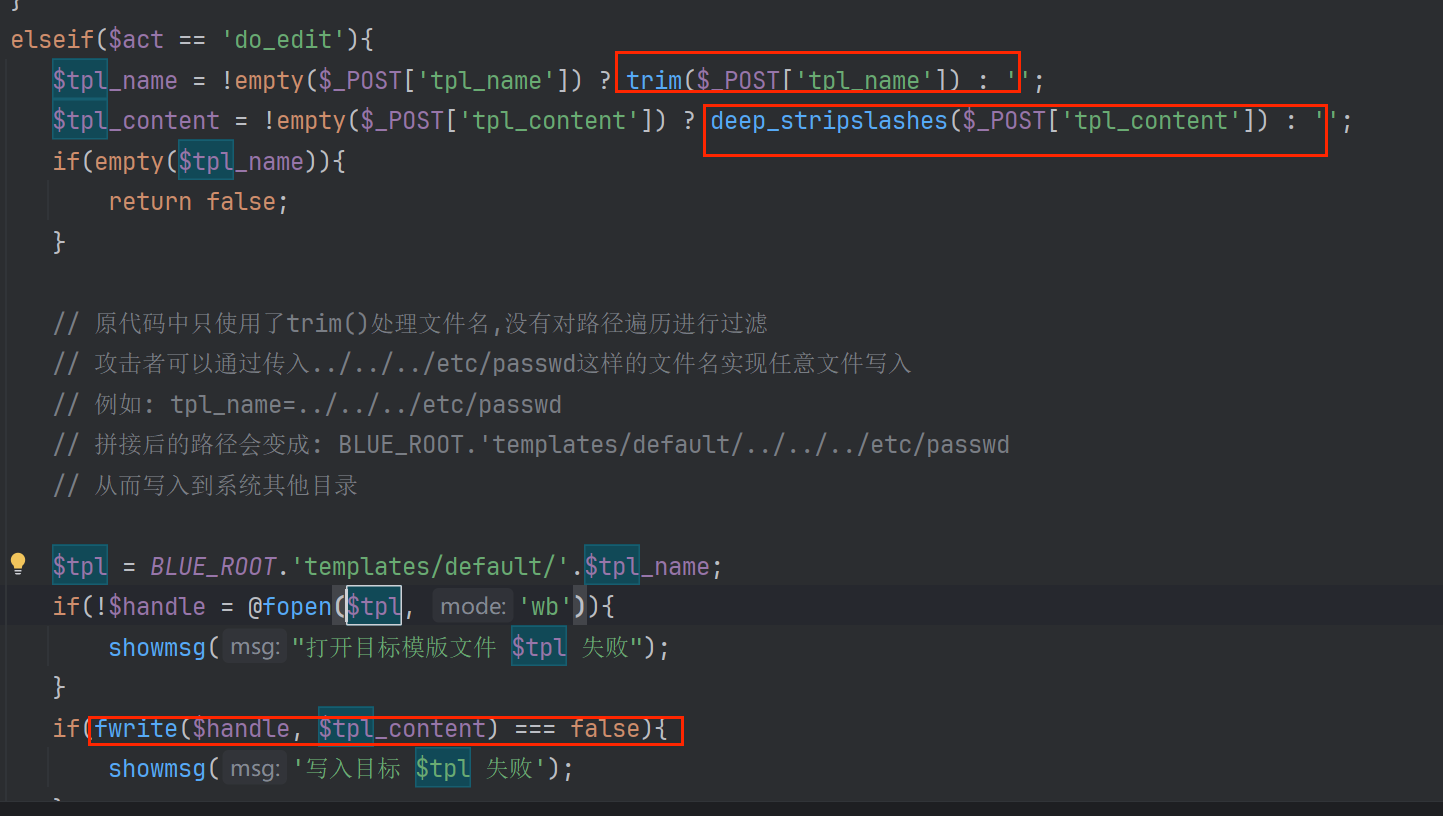 }
elseif($act == 'do_edit'){
$tpl_name = !empty($_POST['tpl_name']) ? trim($_POST['tpl_name']) : '';
$tpl_content = !empty($_POST['tpl_content']) ? deep_stripslashes($_POST['tpl_content']) : '';
if(empty($tpl_name)){
return false;
}
// 原代码中只使用了trim()处理文件名,没有对路径遍历进行过滤
// 攻击者可以通过传入../../../etc/passwd这样的文件名实现任意文件写入
// 例如: tpl_name=../../../etc/passwd
// 拼接后的路径会变成: BLUE_ROOT.'templates/default/../../../etc/passwd
// 从而写入到系统其他目录
$tpl = BLUE_ROOT.'templates/default/'.$tpl_name;
if(!$handle = @fopen($tpl, mode: 'wb')){
showmsg( msg: "打开目标模版文件 $tpl 失败");
}
if(fwrite($handle, $tpl_content) === false){
showmsg( msg: '写入目标 $tpl 失败');